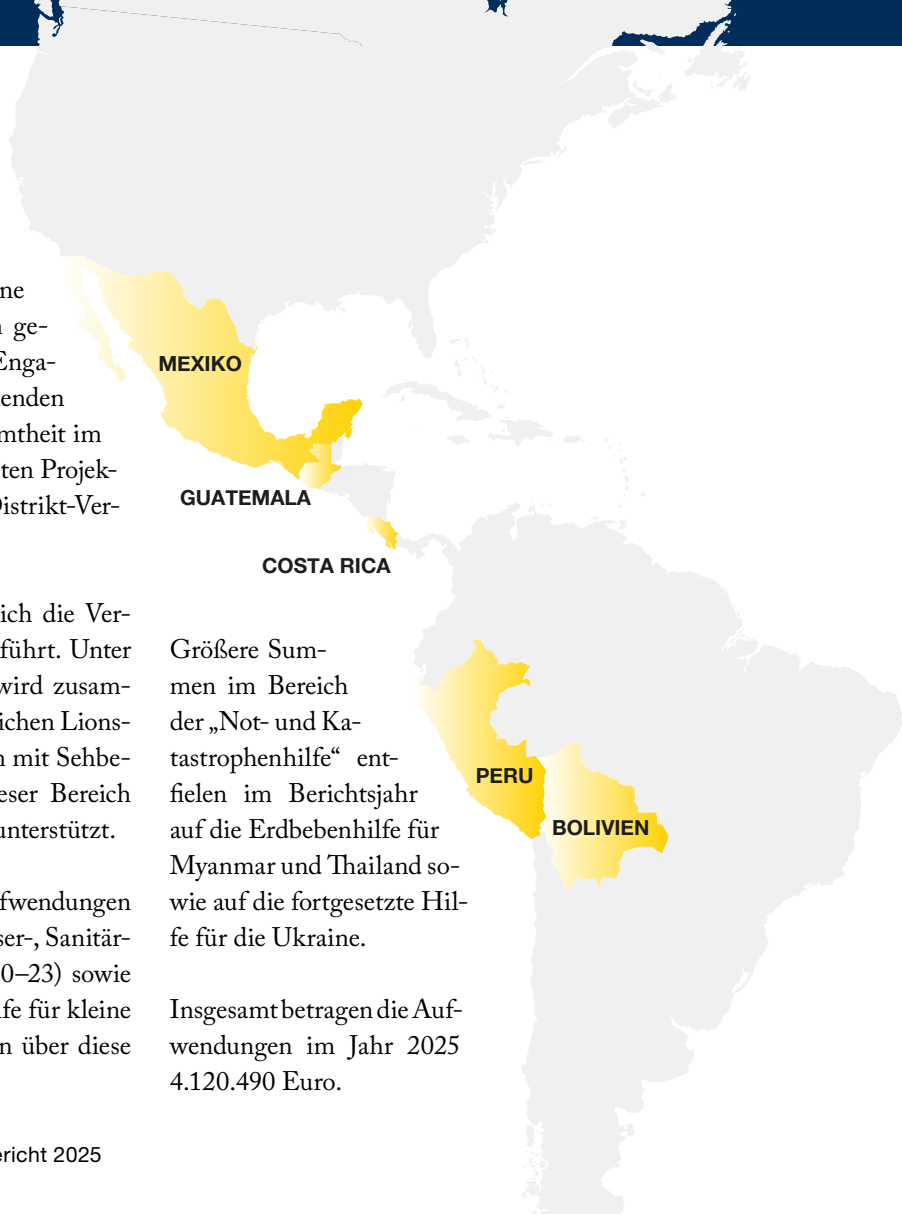 ne
ge-
Enga-
enden
mtheit im
ten Projek-
Distrikt-Ver-
ich die Ver-
führt. Unter
wird zusam-
ichen Lions-
n mit Sehbe-
eser Bereich
unterstützt.
fwendungen
ser-, Sanitär-
0–23) sowie
lfe für kleine
n über diese
Größere Sum-
men im Bereich
der „Not- und Ka-
tastrophenhilfe“ ent-
fielen im Berichtsjahr
auf die Erdbebenhilfe für
Myanmar und Thailand so-
wie auf die fortgesetzte Hil-
fe für die Ukraine.
Insgesamt betragen die Auf-
wendungen im Jahr 2025
4.120.490 Euro.
MEXIKO
GUATEMALA
COSTA RICA
PERU
BOLIVIEN
ericht 2025